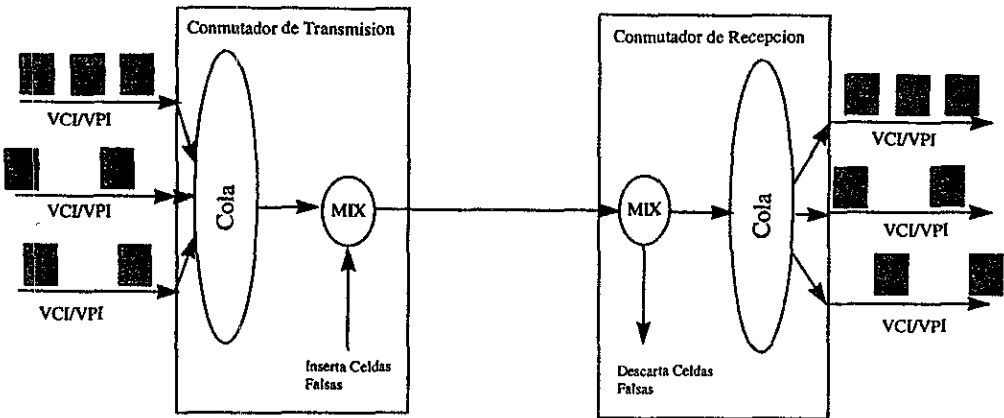 Conmutador de Transmision
Conmutador de Recepcion
VCI/VPI
VCI/VPI
VCI/VPI
Cola
MIX
Inserta Celdas
Falsas
MIX
Descarta Celdas
Falsas
Cola
VCI/VPI
VCI/VPI
VCI/VPI